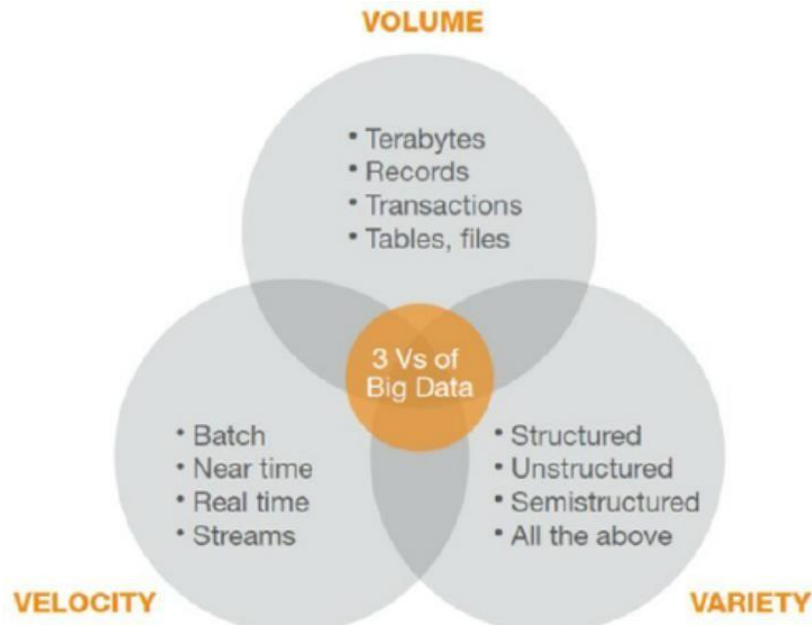 VOLUME
• Terabytes
• Records
• Transactions
• Tables, files
3 Vs of
Big Data
• Batch
• Near time
• Real time
• Streams
• Structured
• Unstructured
• Semistructured
• All the above
VELOCITY
VARIETY